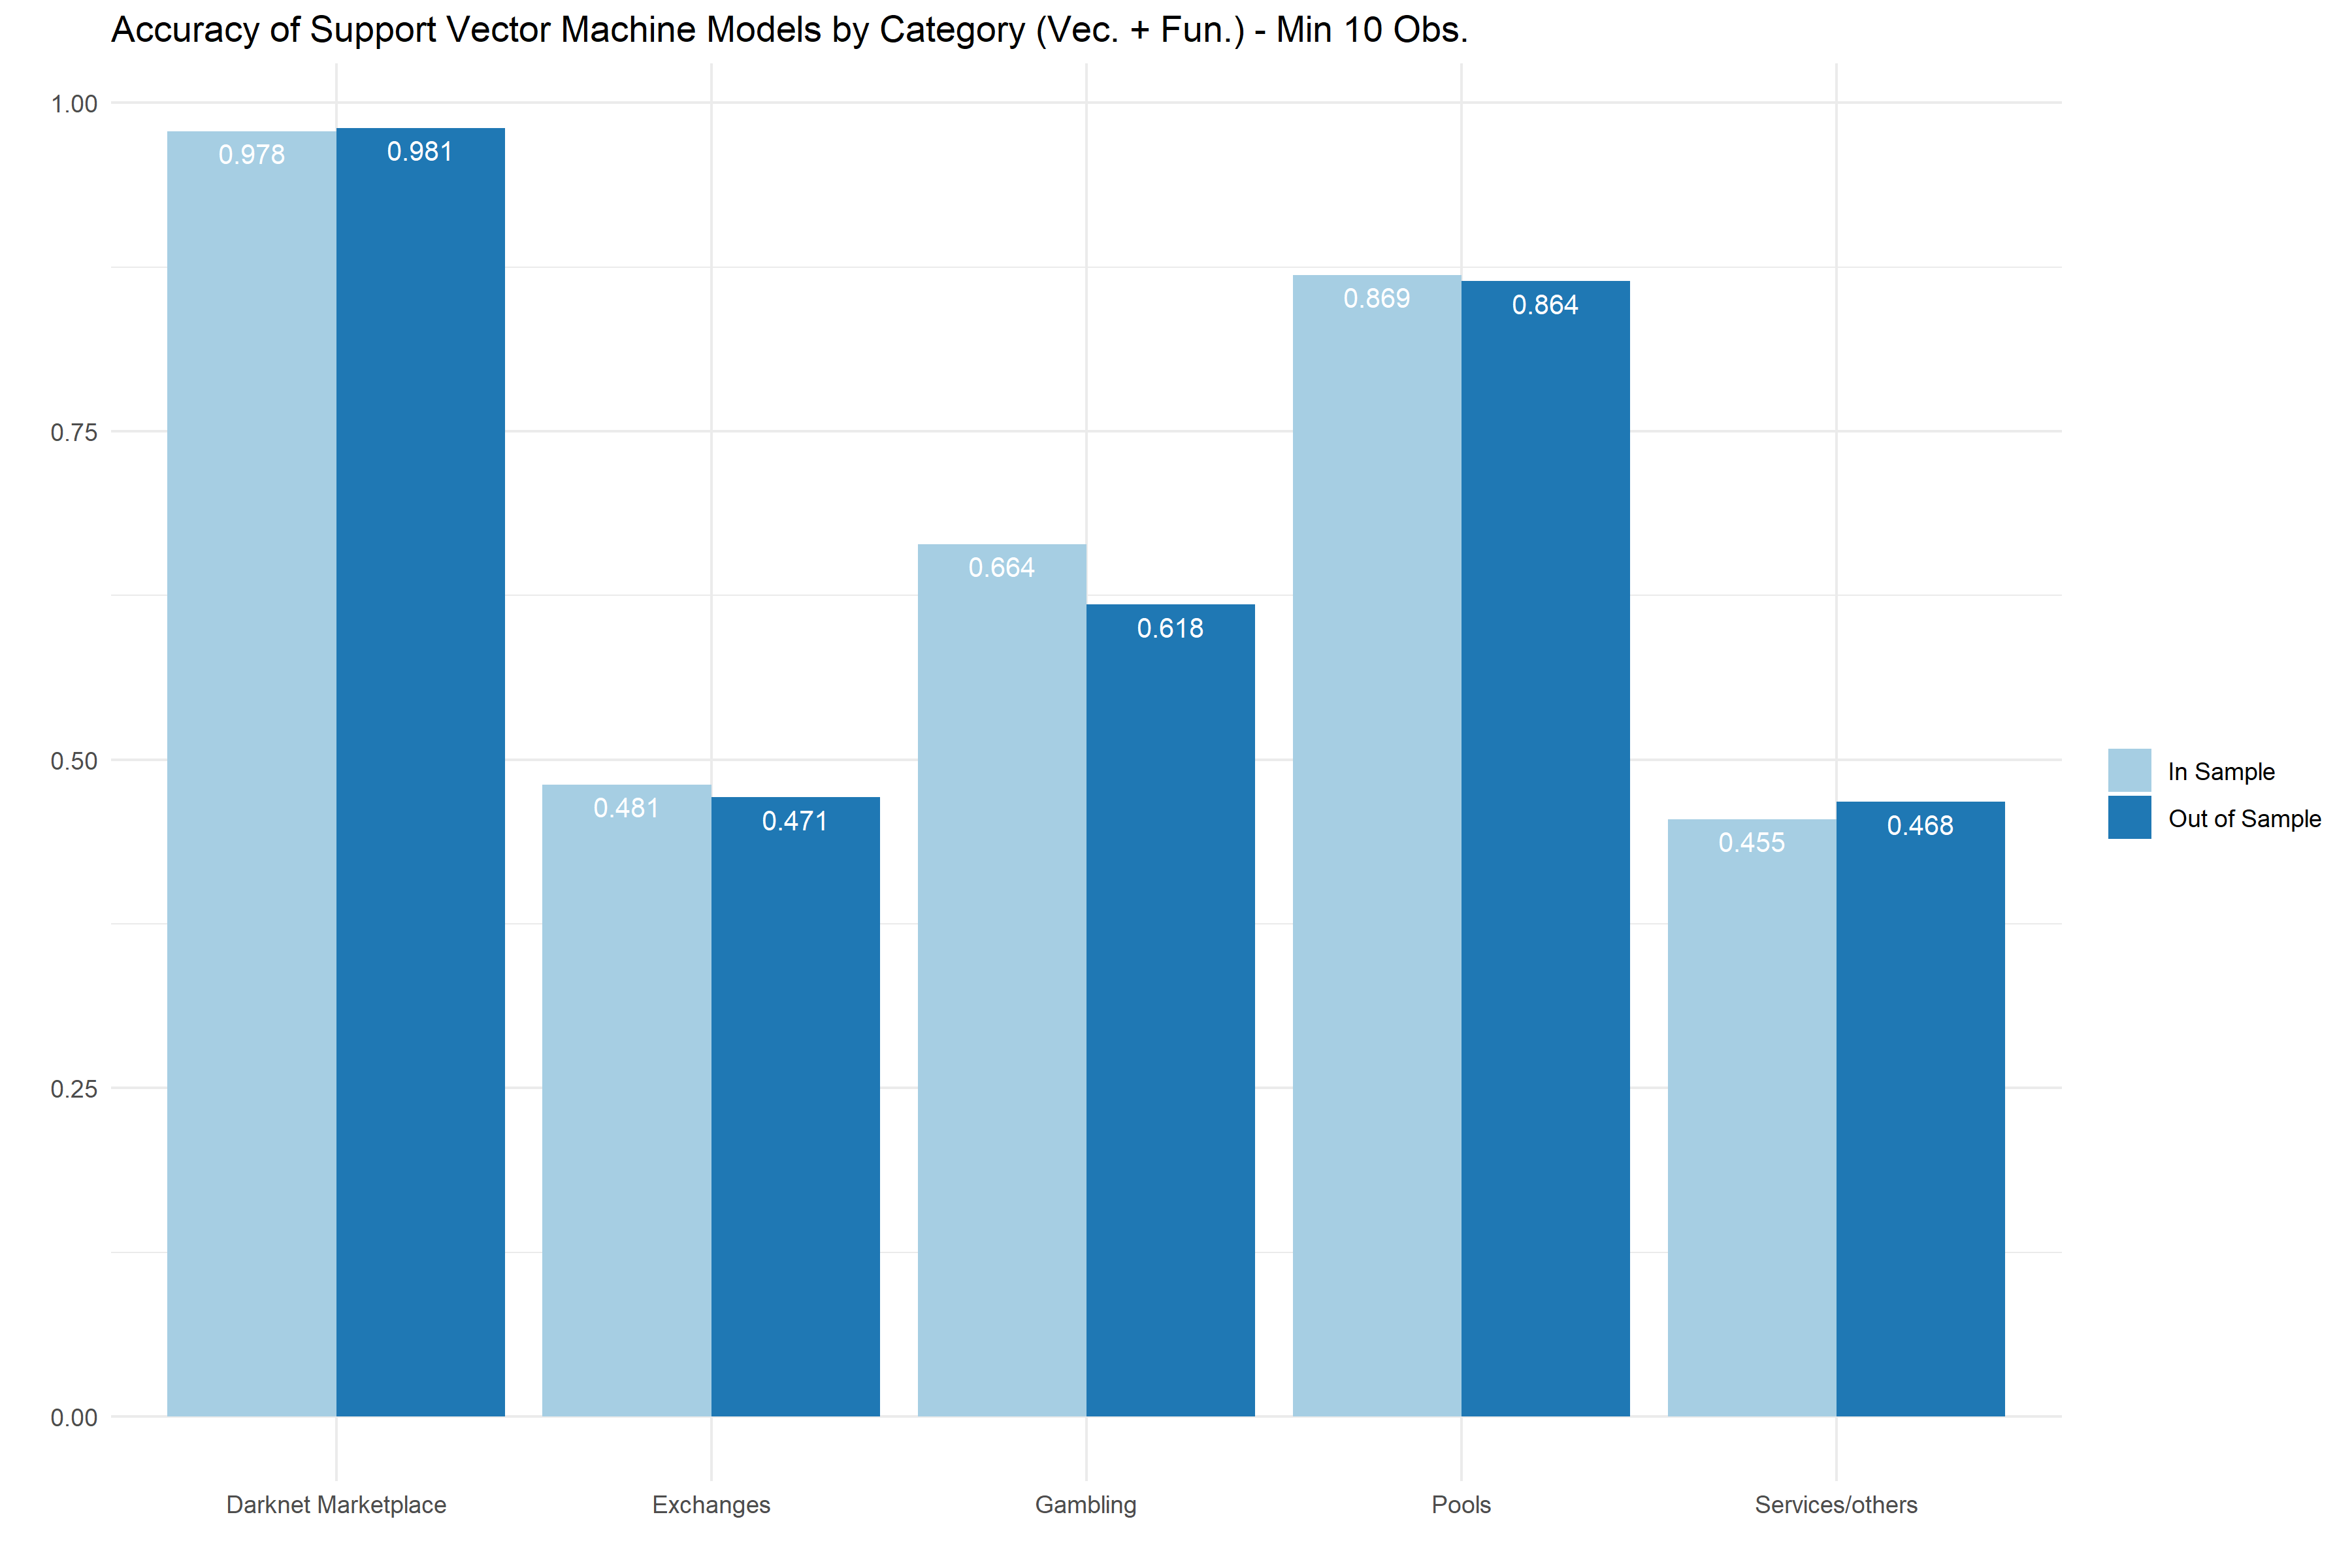 Accuracy of Support Vector Machine Models by Category (Vec. + Fun.) - Min 10 Obs.
1.00
0.75
0.50
0.25
0.00
0.978
0.981
0.481
0.471
0.664
0.618
0.869
0.864
0.455
0.468
Darknet Marketplace
Exchanges
Gambling
Pools
Services/others
In Sample
Out of Sample